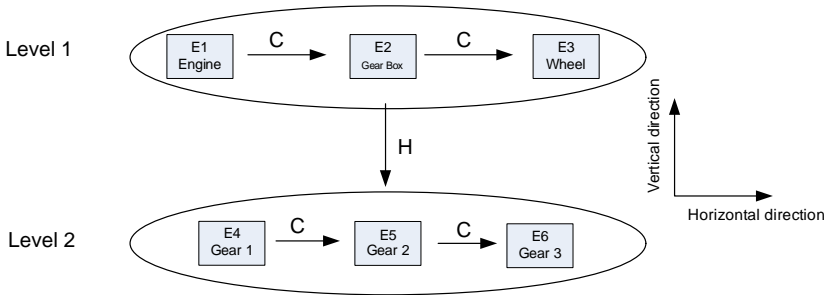 Level 1
E1
Engine
C
E2
Gear Box
C
E3
Wheel
H
Vertical direction
Horizontal direction
Level 2
E4
Gear 1
C
E5
Gear 2
C
E6
Gear 3